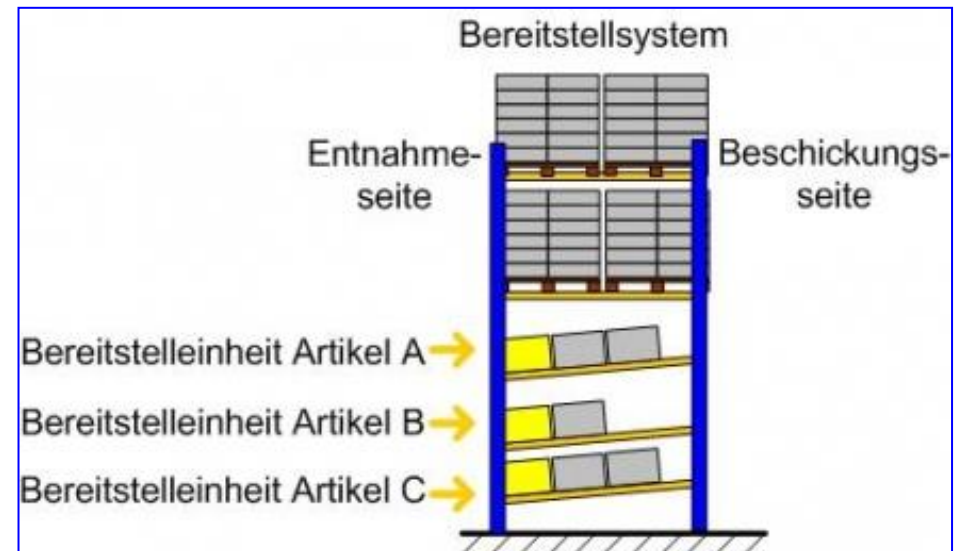 Bereitstellsystem
Entnahme-
seite
Beschickungs-
seite
Bereitstelleinheit Artikel A
Bereitstelleinheit Artikel B
Bereitstelleinheit Artikel C